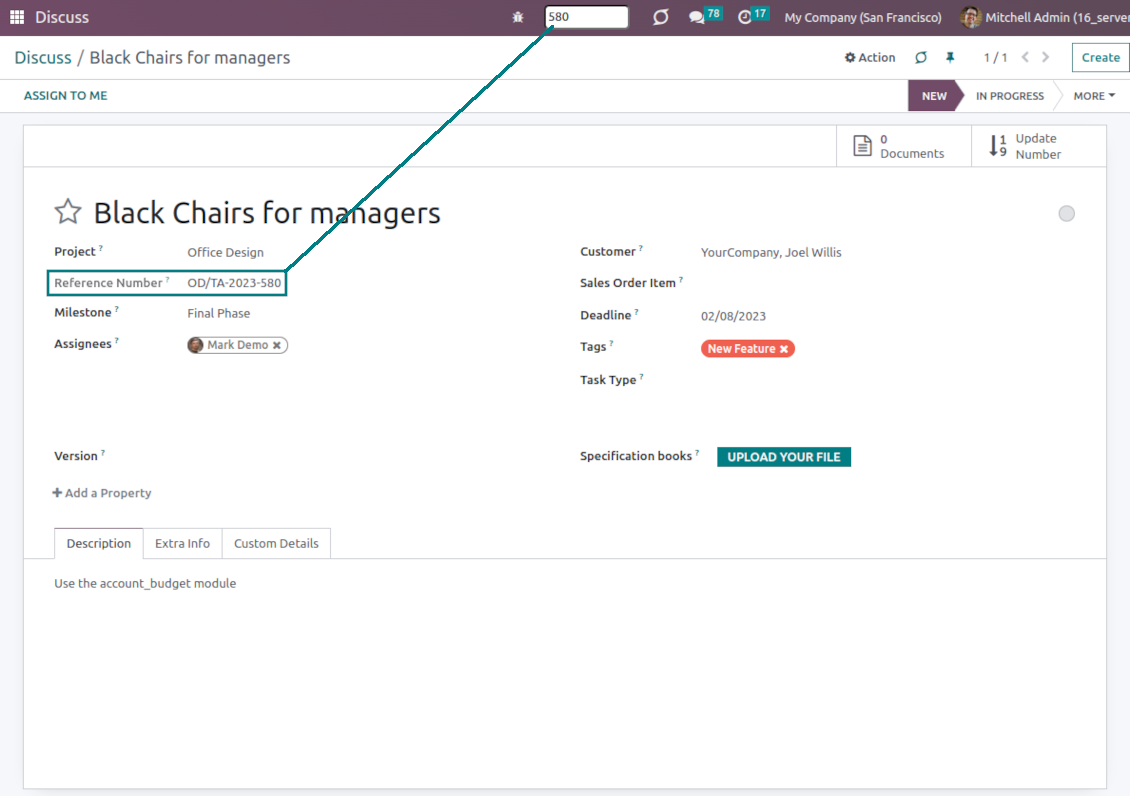 Discuss 580 78 17 My Company (San Francisco) Mitchell Admin (16_server
Discuss / Black Chairs for managers Action 1 / 1 Create
ASSIGN TO ME NEW IN PROGRESS MORE
0 Documents
1 9 Update Number
Black Chairs for managers
Project ? Office Design
Customer ? YourCompany, Joel Willis
Reference Number ? OD/TA-2023-580
Sales Order Item ?
Milestone ? Final Phase
Deadline ? 02/08/2023
Assignees ? Mark Demo ×
Tags ? New Feature ×
Task Type ?
Version ?
Specification books ? UPLOAD YOUR FILE
+ Add a Property
Description Extra Info Custom Details
Use the account_budget module